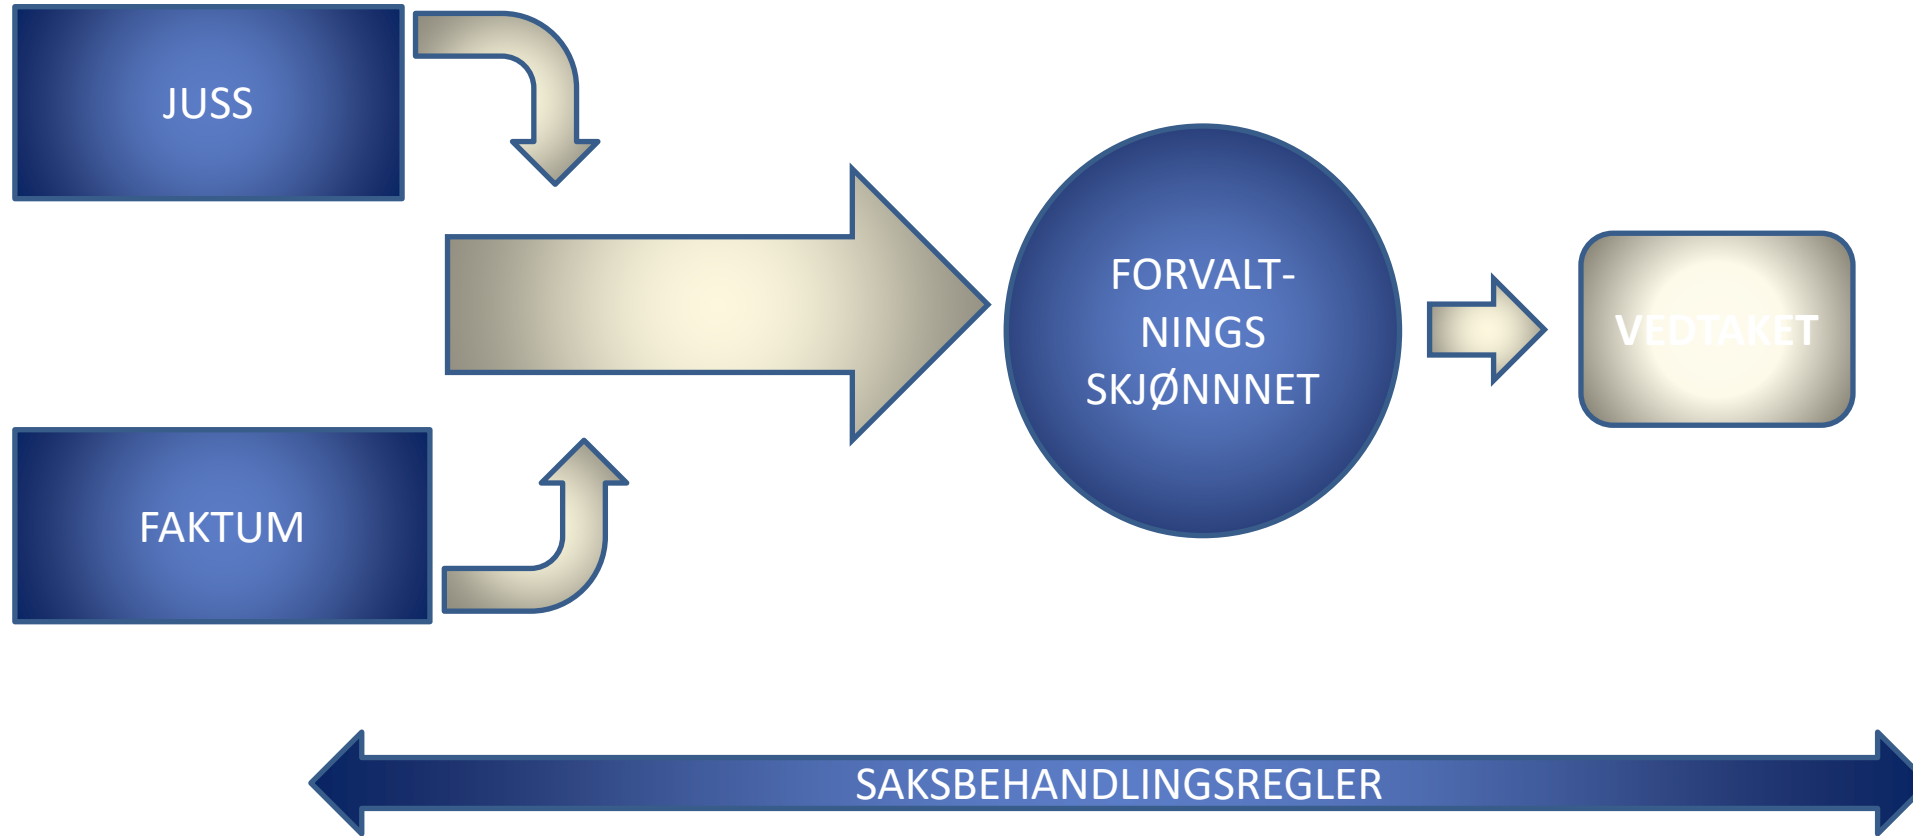 JUSS
FORVALT-
NINGS
SKJØNNNET
VEDTAKET
FAKTUM
SAKSBEHANDLINGSREGLER